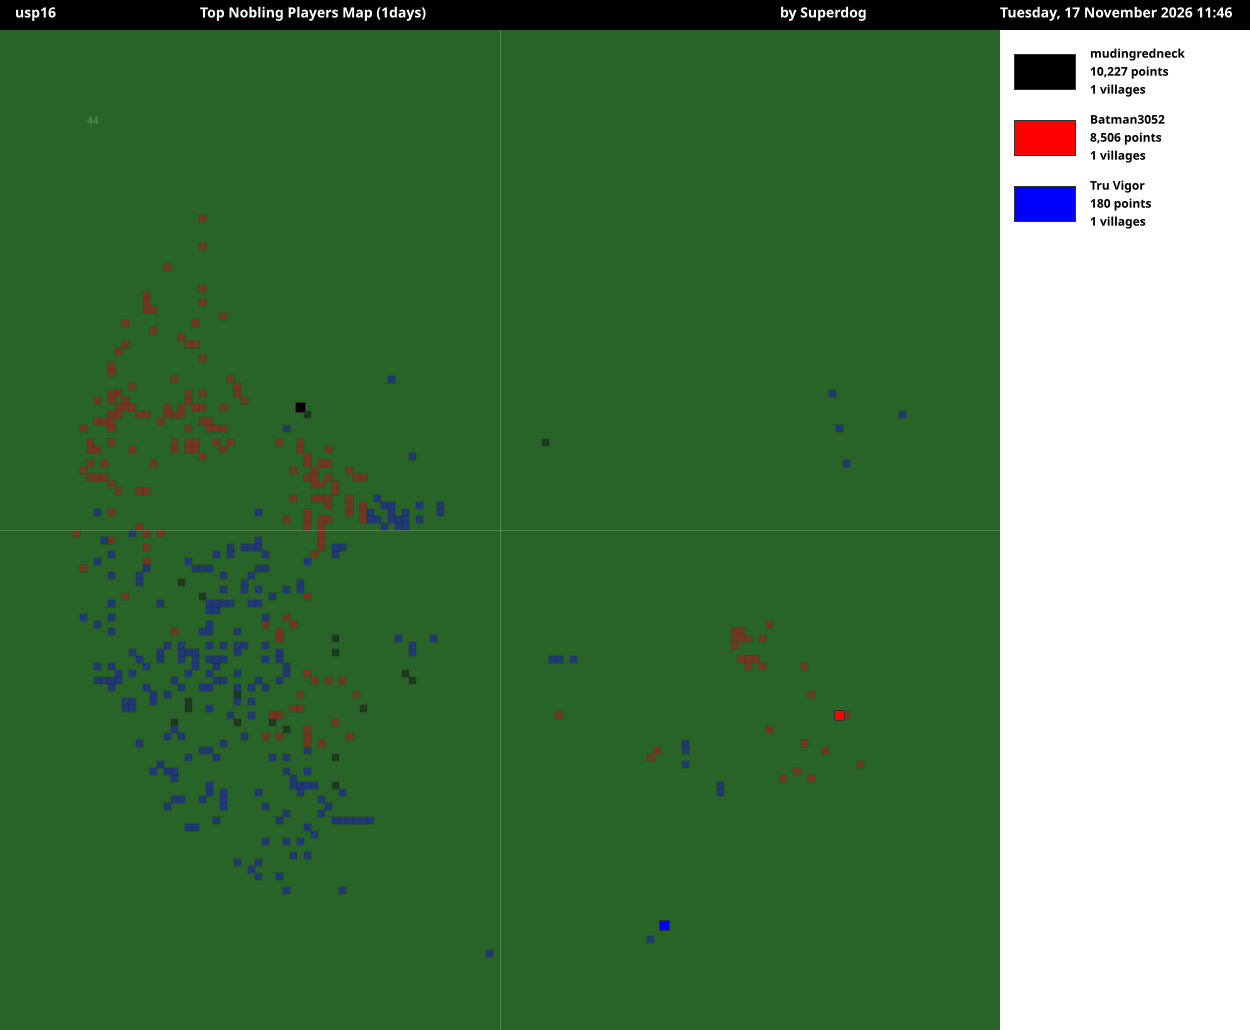 usp16 Top Nobling Players Map (1days) by Superdog Tuesday, 17 November 2026 11:46
44
mudingredneck
10,227 points
1 villages
Batman3052
8,506 points
1 villages
Tru Vigor
180 points
1 villages